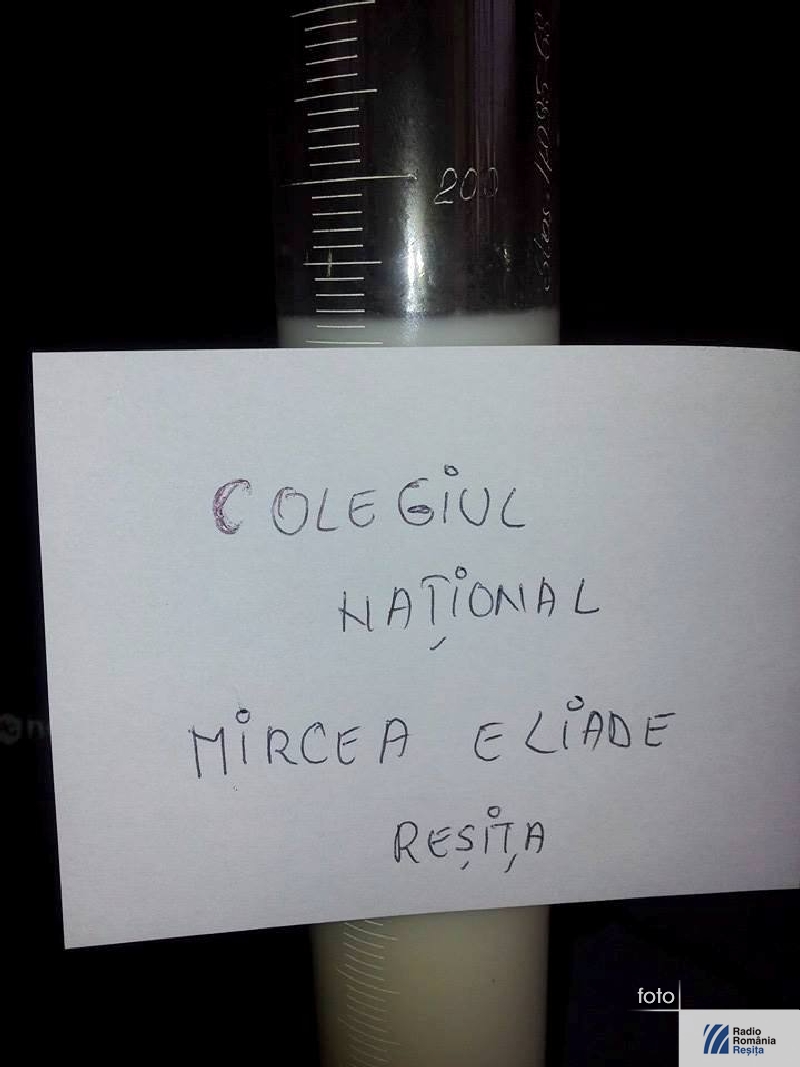 200
COLEGIUL
NAȚIONAL
MIRCEA ELIADE
REȘIȚA
foto
Radio
România
Reșița